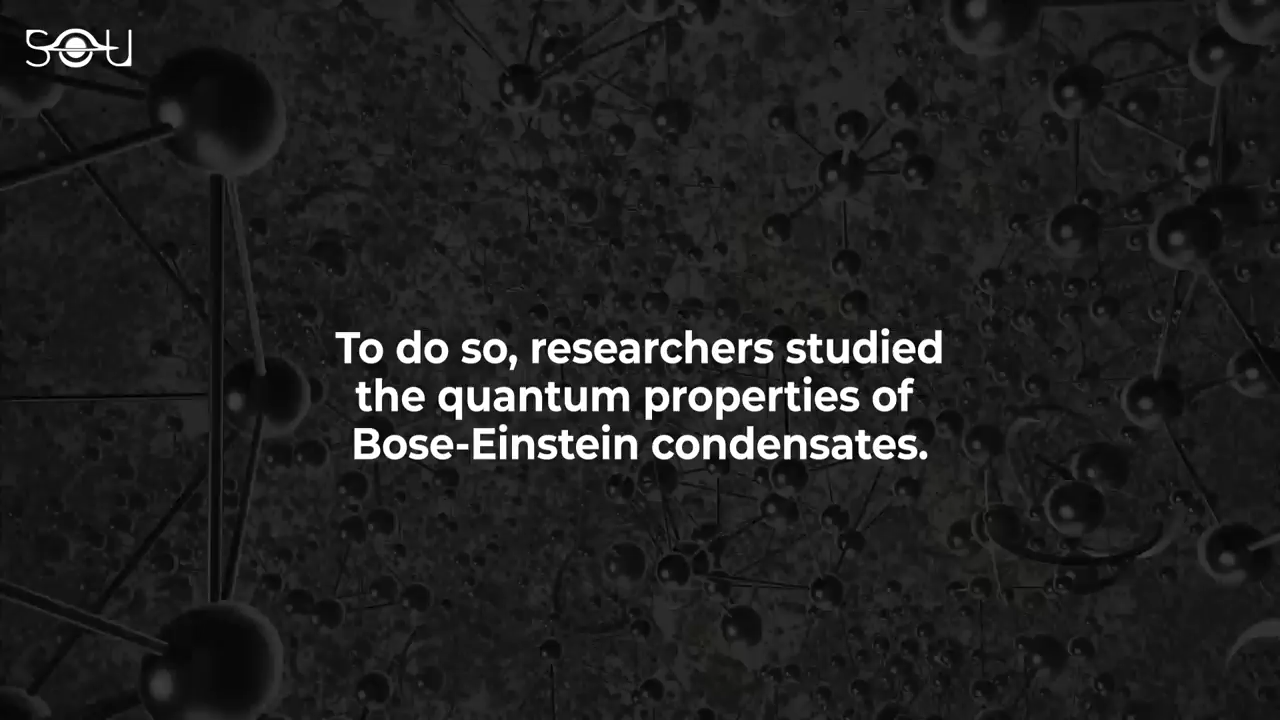 SOU
To do so, researchers studied
the quantum properties of
Bose-Einstein condensates.